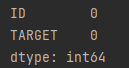 ID        0
TARGET    0
dtype: int64